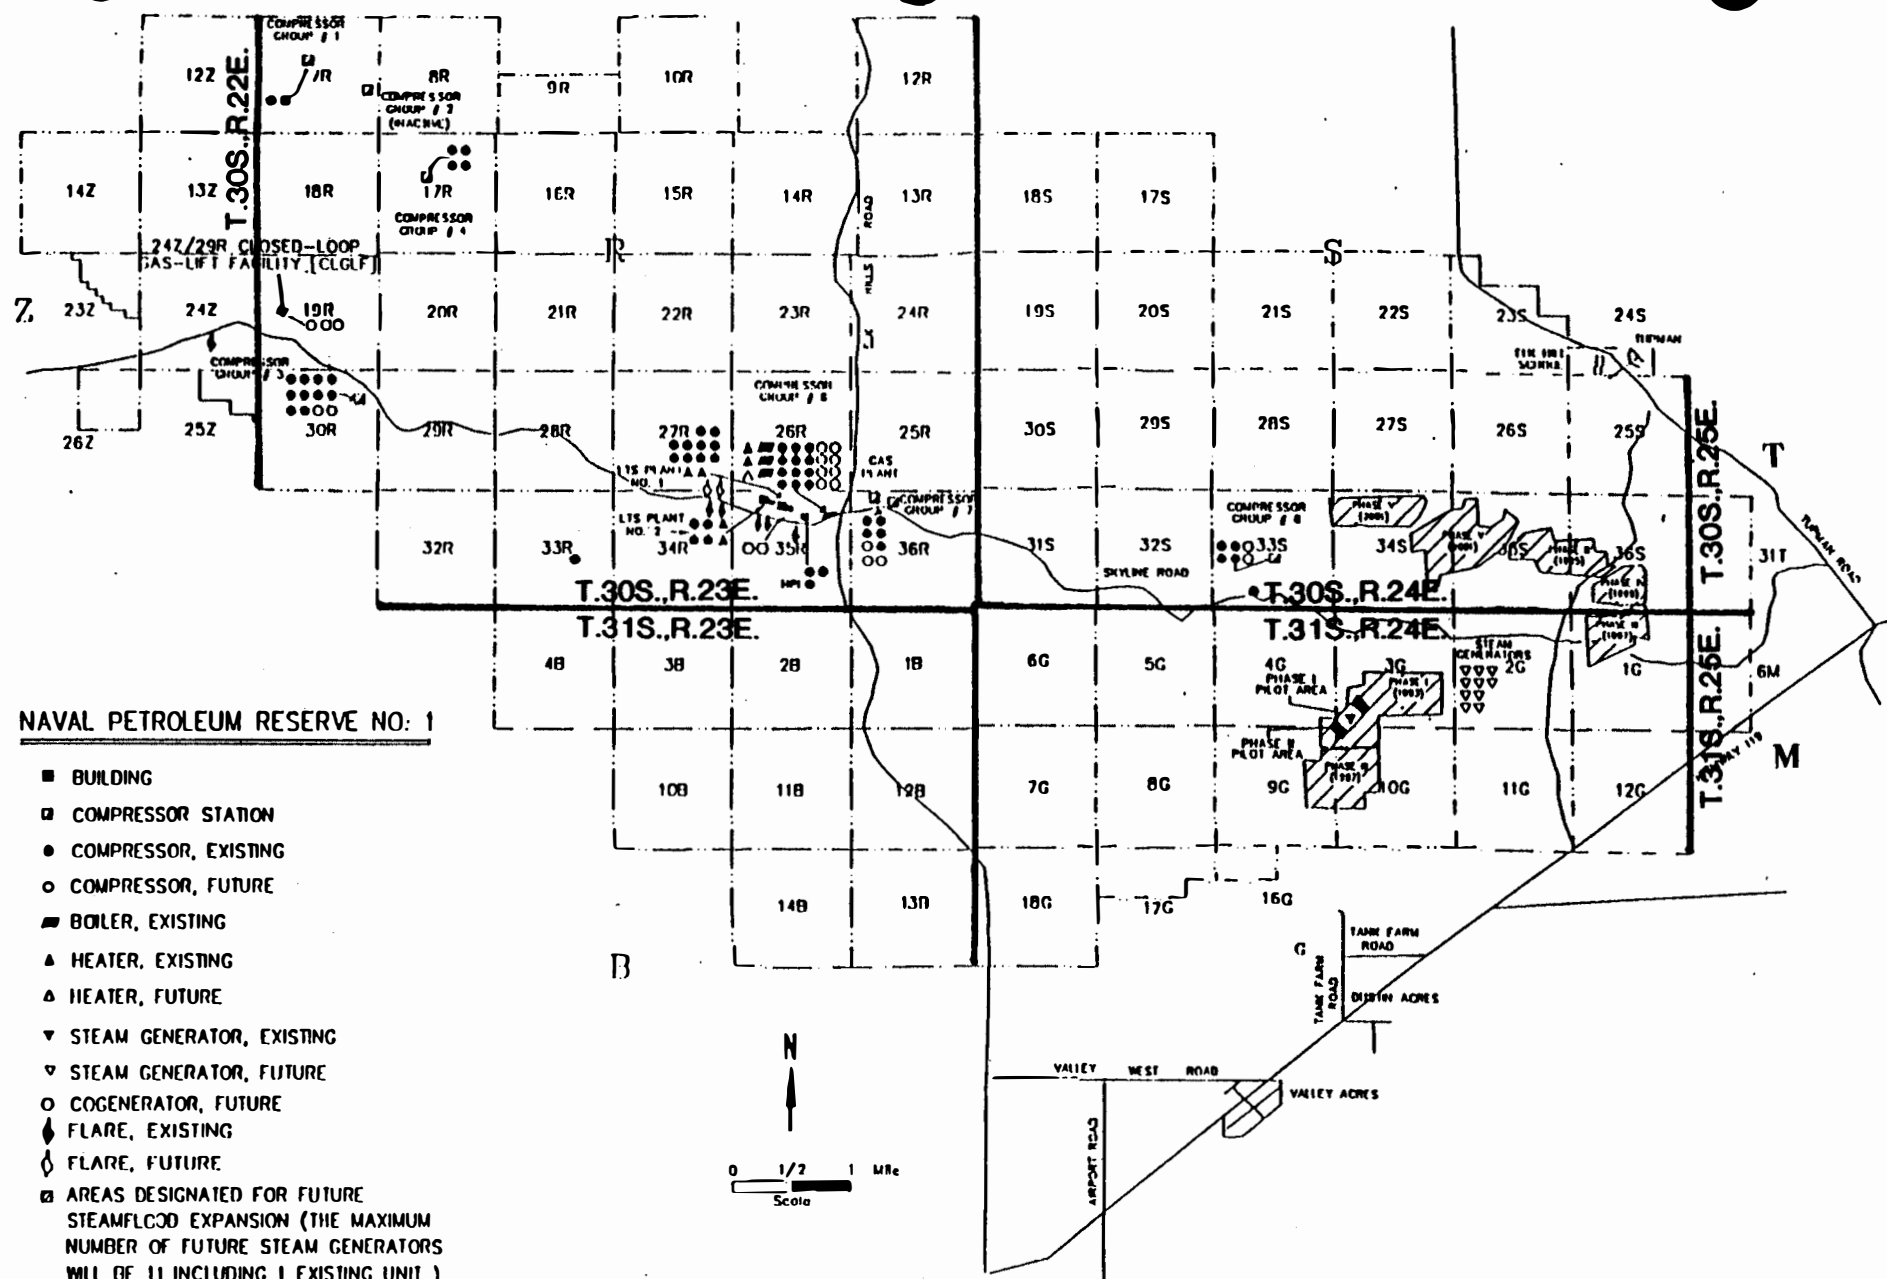 COMPRESSOR
GROUP # 1
12Z
7R
8R
9R
10R
12R
COMPRESSOR
GROUP # 2
(INACTIVE)
T.30S.,R.22E.
14Z
13Z
18R
17R
16R
15R
14R
13R
18S
17S
COMPRESSOR
GROUP # 4
ROAD
HILLS
24Z/29R CLOSED-LOOP
GAS-LIFT FACILITY [CLGLF]
R
S
Z
23Z
24Z
19R
20R
21R
22R
23R
24R
19S
20S
21S
22S
23S
24S
COMPRESSOR
GROUP # 3
COMPRESSOR
GROUP # 6
26Z
25Z
30R
29R
28R
27R
26R
25R
30S
29S
28S
27S
26S
25S
T
LTS PLANT
NO. 1
GAS
PLANT
COMPRESSOR
GROUP # 7
COMPRESSOR
GROUP # 8
LTS PLANT
NO. 2
32R
33R
34R
35R
36R
31S
32S
33S
34S
36S
31T
PHASE V
PHASE IV
PHASE III
(1997)
SKYLINE ROAD
HPI
T.30S.,R.23E.
T.30S.,R.24E.
T.30S.,R.25E.
T.31S.,R.23E.
T.31S.,R.24E.
T.31S.,R.25E.
4B
3B
2B
1B
6G
5G
4G
3G
2G
1G
6M
STEAM
GENERATORS
PHASE I
PILOT AREA
PHASE I
PHASE II
PILOT AREA
M
10B
11B
12B
7G
8G
9G
10G
11G
12G
14B
13B
18G
17G
16G
B
G
TANK FARM
ROAD
TANK FARM
ROAD
DUSTIN ACRES
VALLEY WEST ROAD
VALLEY ACRES
AIRPORT ROAD
N
0 1/2 1 Mile
Scale
NAVAL PETROLEUM RESERVE NO: 1
BUILDING
COMPRESSOR STATION
COMPRESSOR, EXISTING
COMPRESSOR, FUTURE
BOILER, EXISTING
HEATER, EXISTING
HEATER, FUTURE
STEAM GENERATOR, EXISTING
STEAM GENERATOR, FUTURE
COGENERATOR, FUTURE
FLARE, EXISTING
FLARE, FUTURE
AREAS DESIGNATED FOR FUTURE
STEAMFLOOD EXPANSION (THE MAXIMUM
NUMBER OF FUTURE STEAM GENERATORS
WILL BE 11 INCLUDING 1 EXISTING UNIT.)